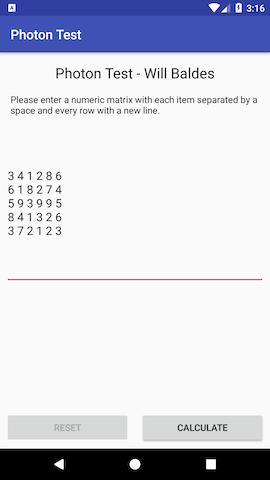 3:16
Photon Test
Photon Test - Will Baldes
Please enter a numeric matrix with each item separated by a
space and every row with a new line.
3 4 1 2 8 6
6 1 8 2 7 4
5 9 3 9 9 5
8 4 1 3 2 6
3 7 2 1 2 3
RESET
CALCULATE